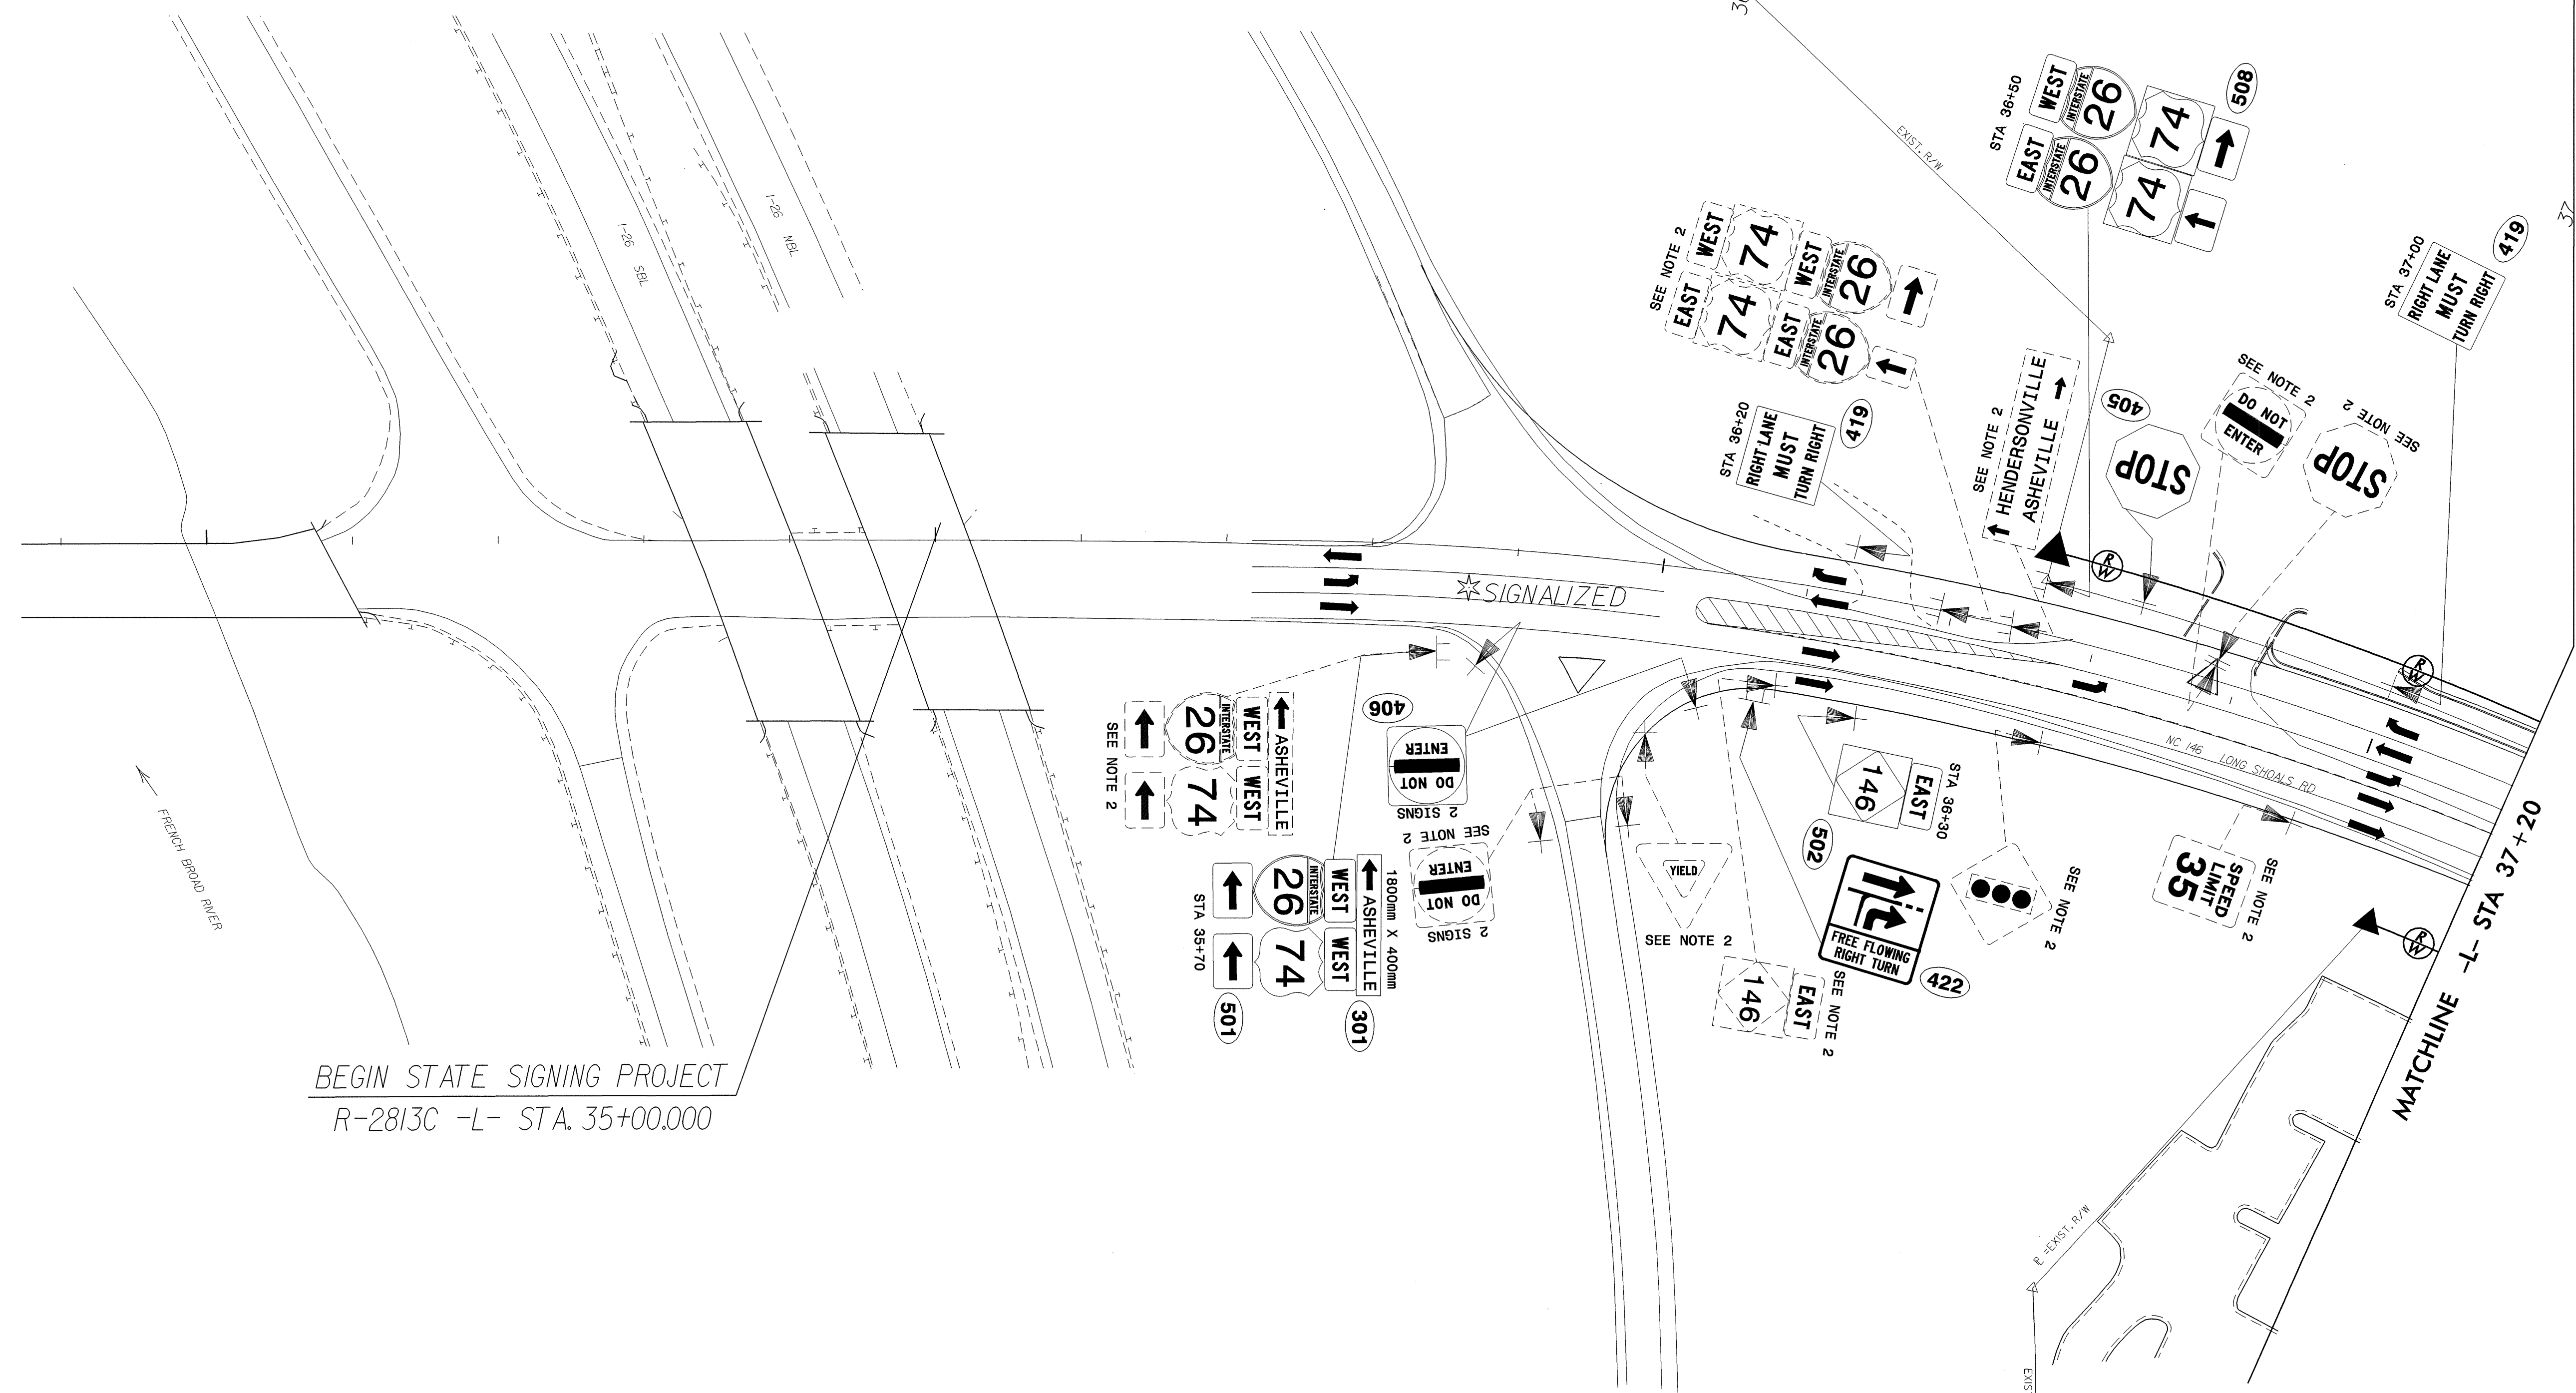 36
STA 36+50
WEST
INTERSTATE
26
74
EAST
INTERSTATE
26
74
508
37
EXIST. R/W
STA 37+00
RIGHT LANE
MUST
TURN RIGHT
419
I-26 SBL
I-26 NBL
SEE NOTE 2
WEST
74
WEST
INTERSTATE
26
EAST
74
EAST
INTERSTATE
26
STA 36+20
RIGHT LANE
MUST
TURN RIGHT
419
SEE NOTE 2
HENDERSONVILLE
ASHEVILLE
405
STOP
SEE NOTE 2
DO NOT
ENTER
SEE NOTE 2
STOP
R/W
R/W
SIGNALIZED
NC 146 LONG SHOALS RD
ASHEVILLE
WEST
INTERSTATE
26
WEST
74
SEE NOTE 2
406
DO NOT
ENTER
2 SIGNS
SEE NOTE 2
DO NOT
ENTER
2 SIGNS
1800mm X 400mm
ASHEVILLE
WEST
INTERSTATE
26
WEST
74
STA 35+70
501
301
YIELD
SEE NOTE 2
STA 36+30
EAST
146
502
FREE FLOWING
RIGHT TURN
422
SEE NOTE 2
EAST
146
SEE NOTE 2
SEE NOTE 2
SPEED
LIMIT
35
R/W
MATCHLINE -L- STA 37+20
FRENCH BROAD RIVER
BEGIN STATE SIGNING PROJECT
R-2813C -L- STA. 35+00.000
PL =EXIST. R/W
EXIS